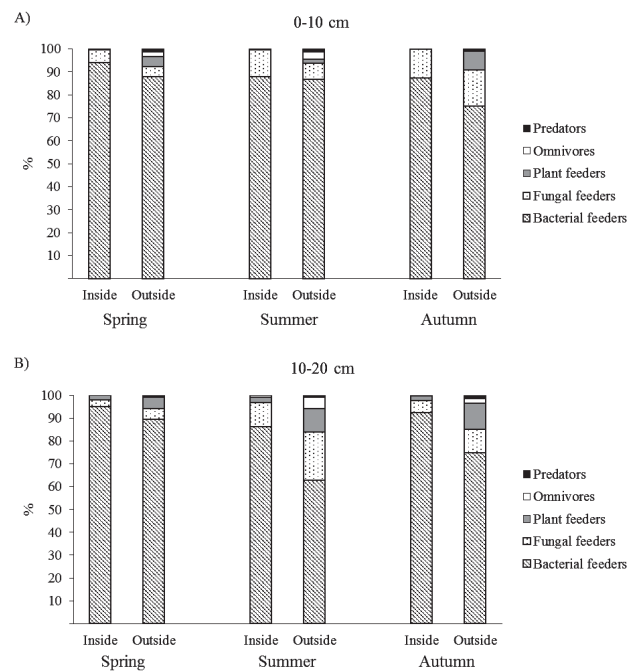 A)
0-10 cm
100
90
80
70
60
50
40
30
20
10
%
Predators
Omnivores
Plant feeders
Fungal feeders
Bacterial feeders
Inside Outside Inside Outside Inside Outside
Spring Summer Autumn
B)
10-20 cm
100
90
80
70
60
50
40
30
20
10
%
Predators
Omnivores
Plant feeders
Fungal feeders
Bacterial feeders
Inside Outside Inside Outside Inside Outside
Spring Summer Autumn